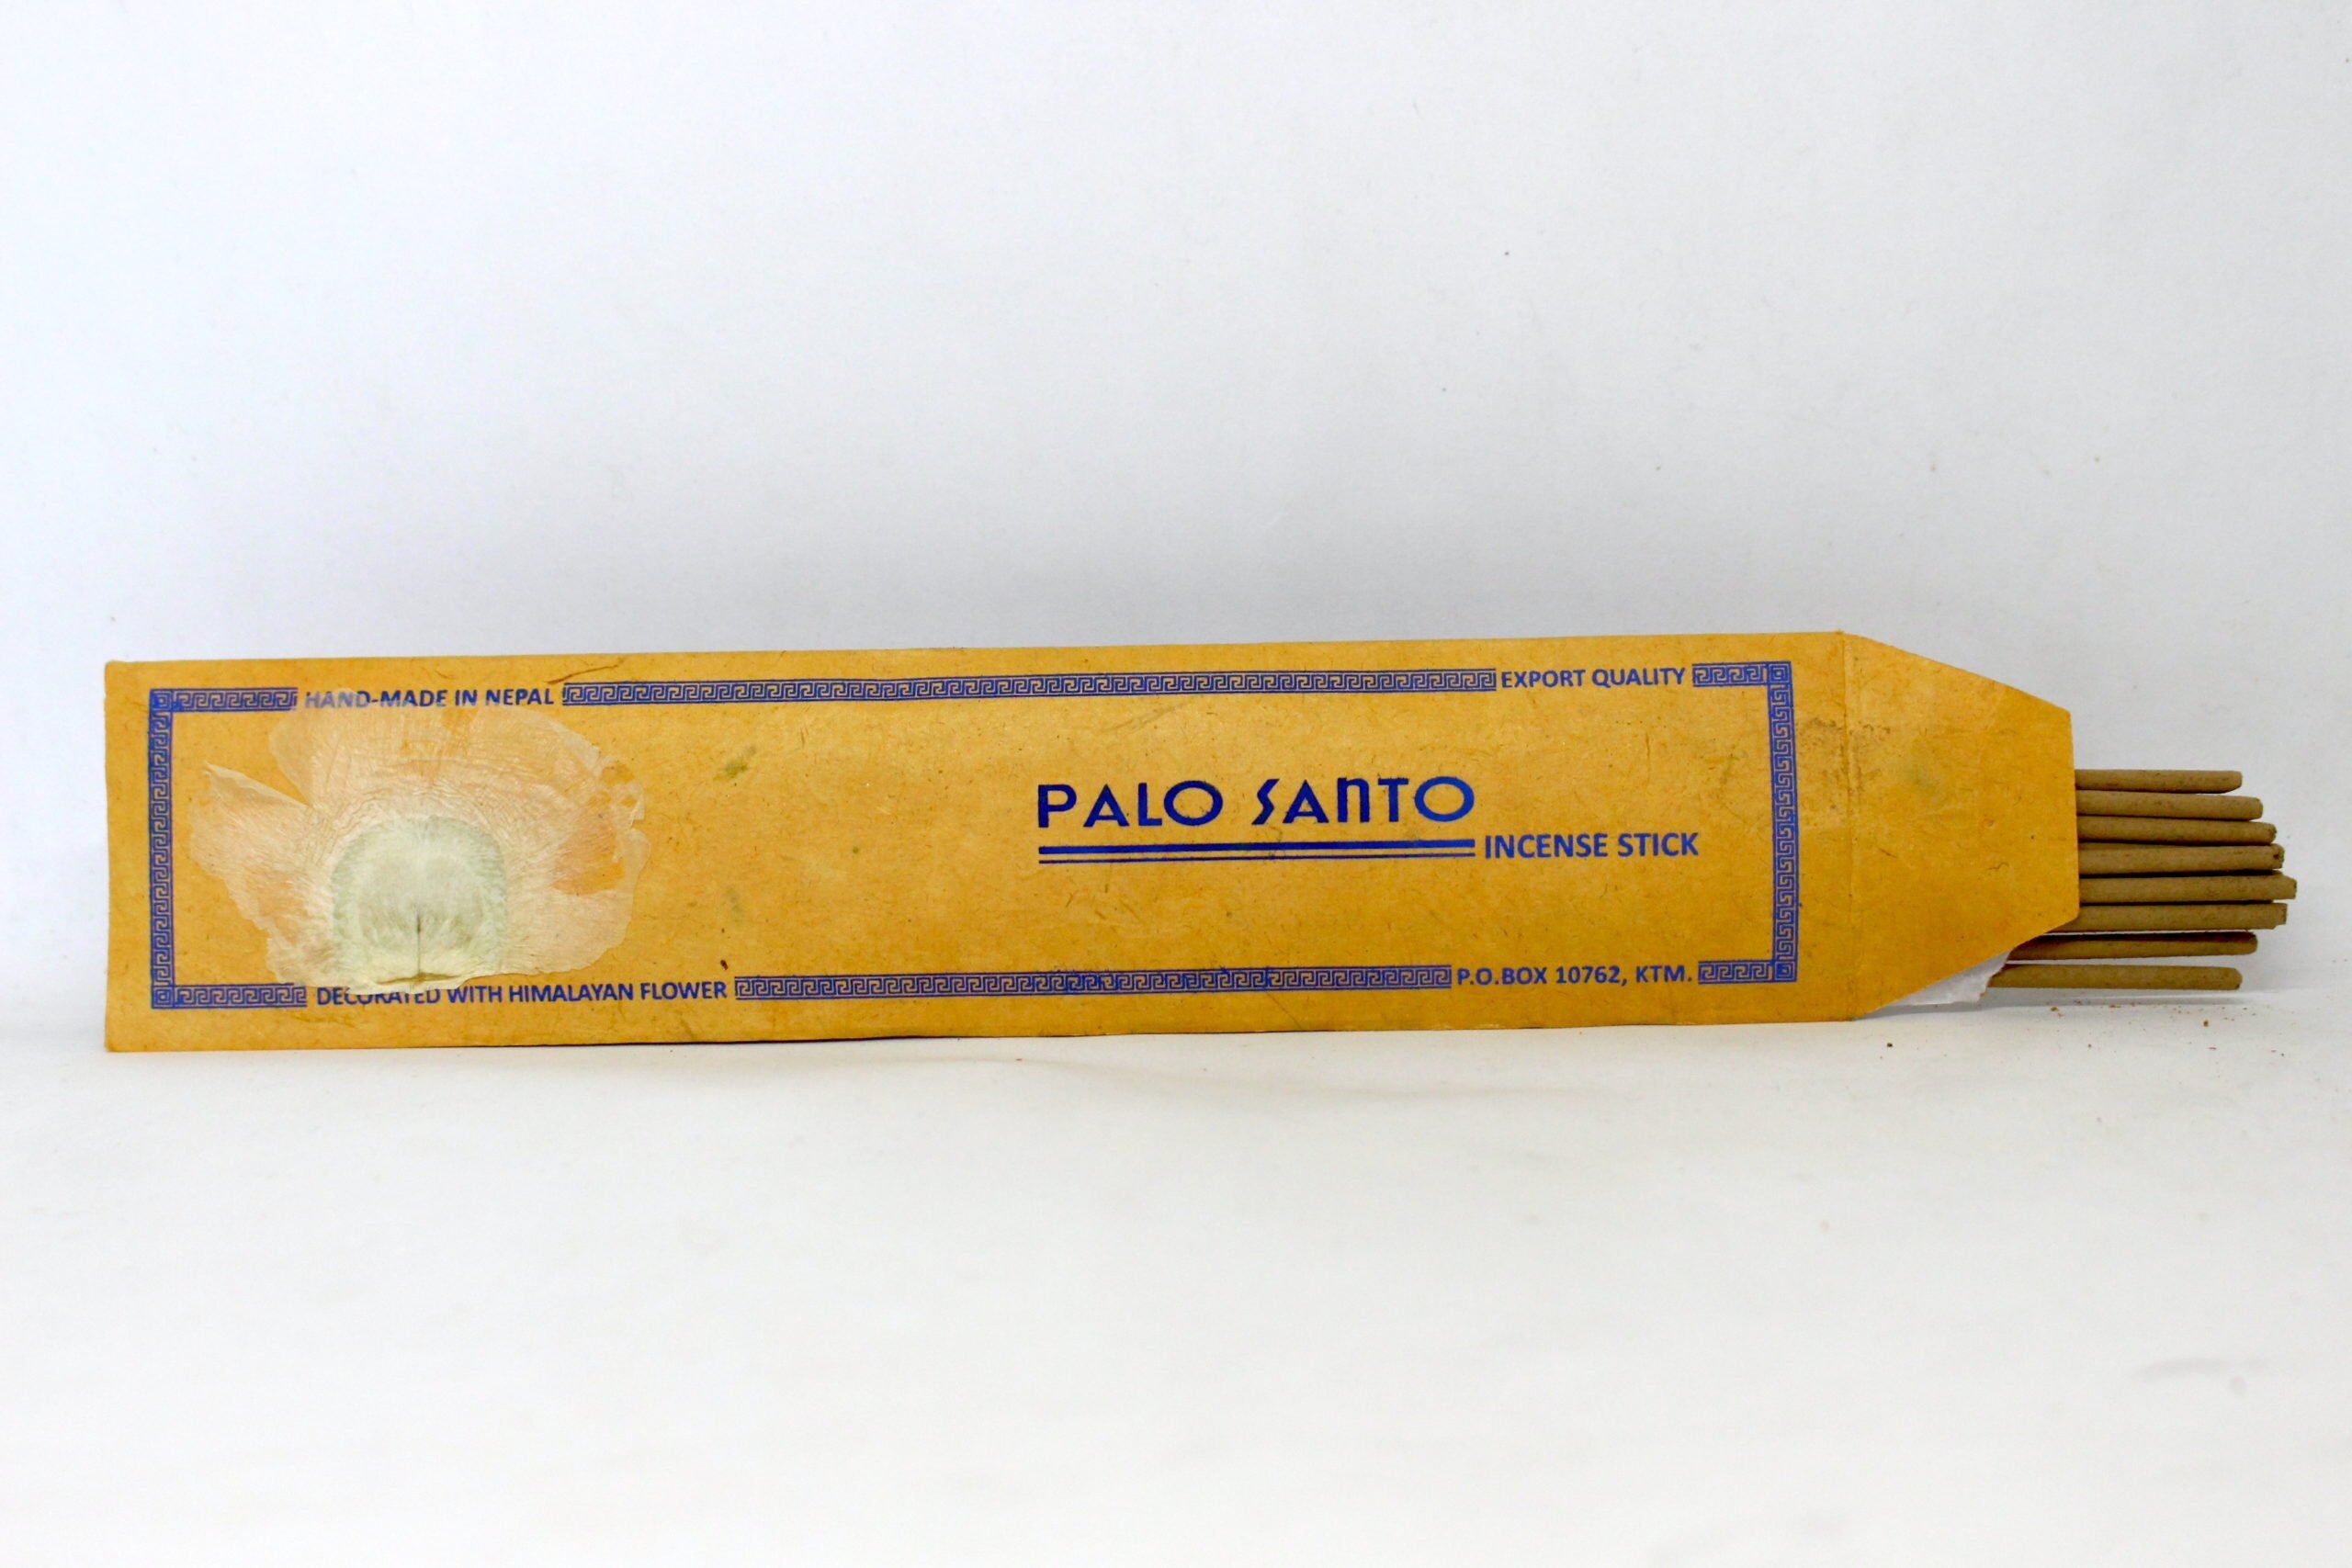 HAND-MADE IN NEPAL
EXPORT QUALITY
PALO SANTO
INCENSE STICK
DECORATED WITH HIMALAYAN FLOWER
P.O.BOX 10762, KTM.